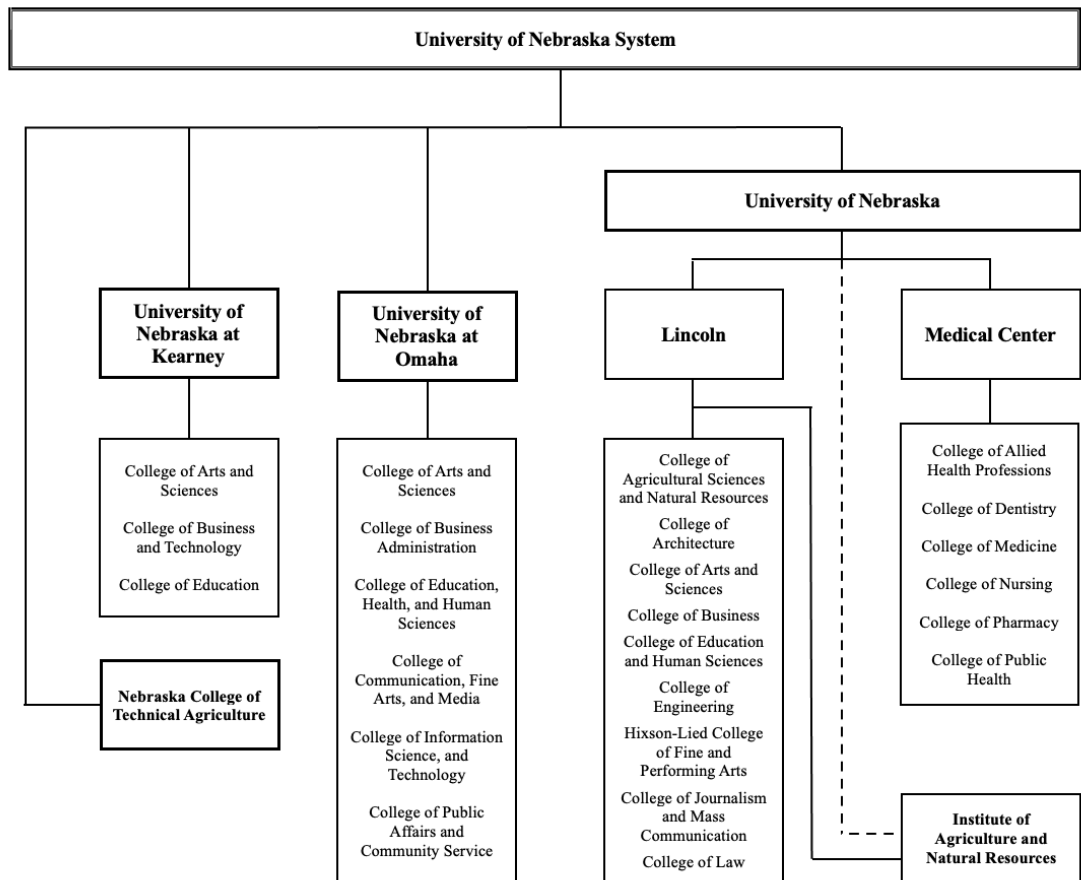 University of Nebraska System
University of Nebraska
University of
Nebraska at
Kearney
University of
Nebraska at
Omaha
Lincoln
Medical Center
College of Arts and
Sciences
College of Business
and Technology
College of Education
Nebraska College of
Technical Agriculture
College of Arts and
Sciences
College of Business
Administration
College of Education,
Health, and Human
Sciences
College of
Communication, Fine
Arts, and Media
College of Information
Science, and
Technology
College of Public
Affairs and
Community Service
College of
Agricultural Sciences
and Natural Resources
College of
Architecture
College of Arts and
Sciences
College of Business
College of Education
and Human Sciences
College of
Engineering
Hixson-Lied College
of Fine and
Performing Arts
College of Journalism
and Mass
Communication
College of Law
College of Allied
Health Professions
College of Dentistry
College of Medicine
College of Nursing
College of Pharmacy
College of Public
Health
Institute of
Agriculture and
Natural Resources